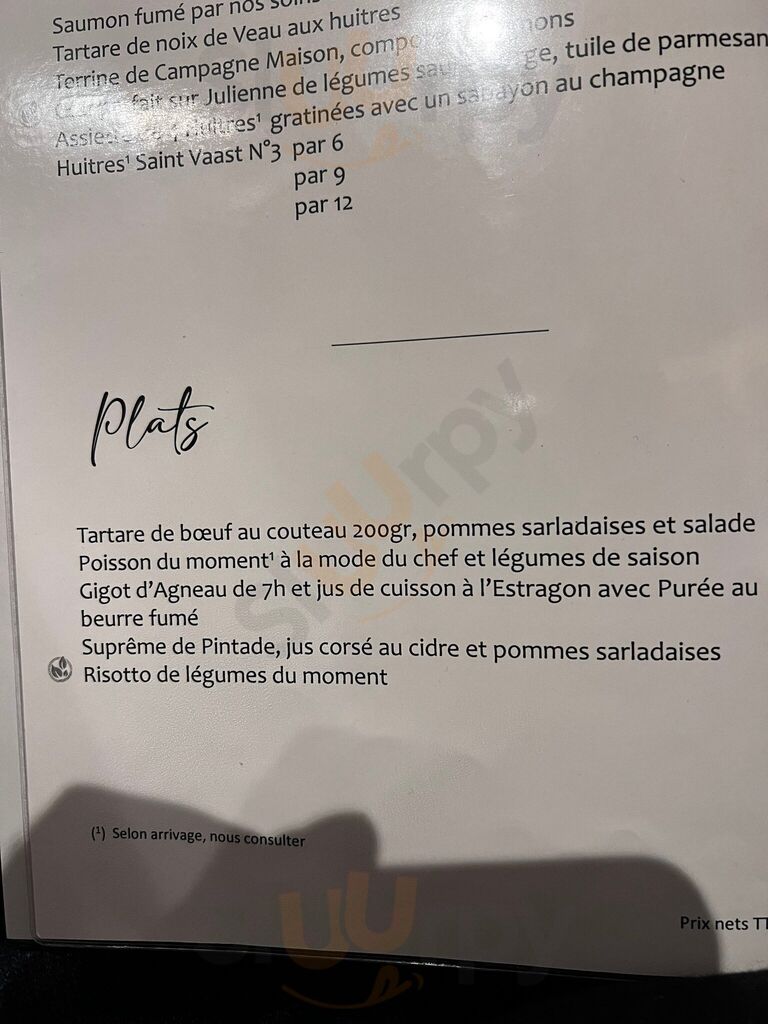 Saumon fumé par nos
Tartare de noix de Veau aux huitres
Terrine de Campagne Maison,
fait sur Julienne de légumes tuile de parmesan
gratinées avec un sabayon au champagne
Huitres¹ Saint Vaast N°3 par 6
par 9
par 12
Plats
Tartare de bœuf au couteau 200gr, pommes sarladaises et salade
Poisson du moment¹ à la mode du chef et légumes de saison
Gigot d'Agneau de 7h et jus de cuisson à l'Estragon avec Purée au
beurre fumé
Suprême de Pintade, jus corsé au cidre et pommes sarladaises
Risotto de légumes du moment
(¹) Selon arrivage, nous consulter
Prix nets